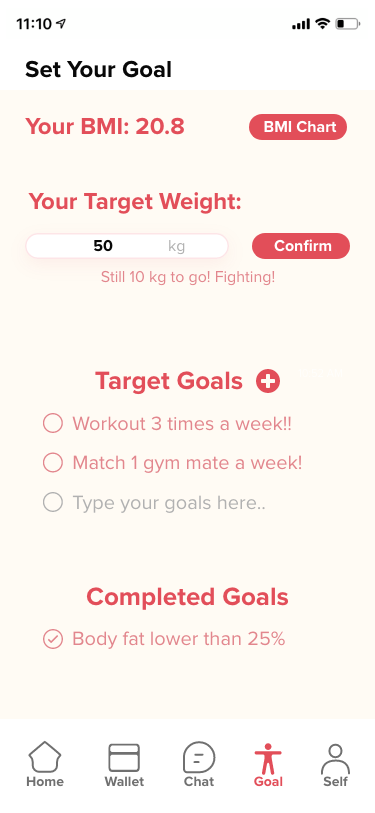 11:10
Set Your Goal
Your BMI: 20.8
BMI Chart
Your Target Weight:
50 kg
Confirm
Still 10 kg to go! Fighting!
Target Goals
Workout 3 times a week!!
Match 1 gym mate a week!
Type your goals here..
Completed Goals
Body fat lower than 25%
Home Wallet Chat Goal Self